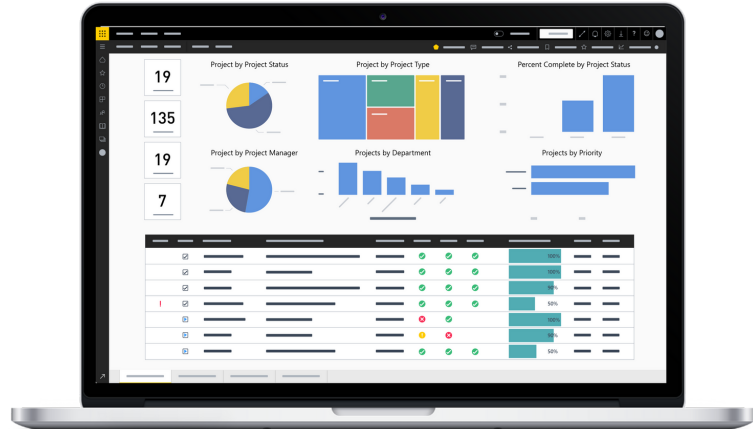 Project by Project Status
Project by Project Type
Percent Complete by Project Status
19
135
Project by Project Manager
Projects by Department
Projects by Priority
19
7
100%
100%
90%
50%
100%
90%
50%